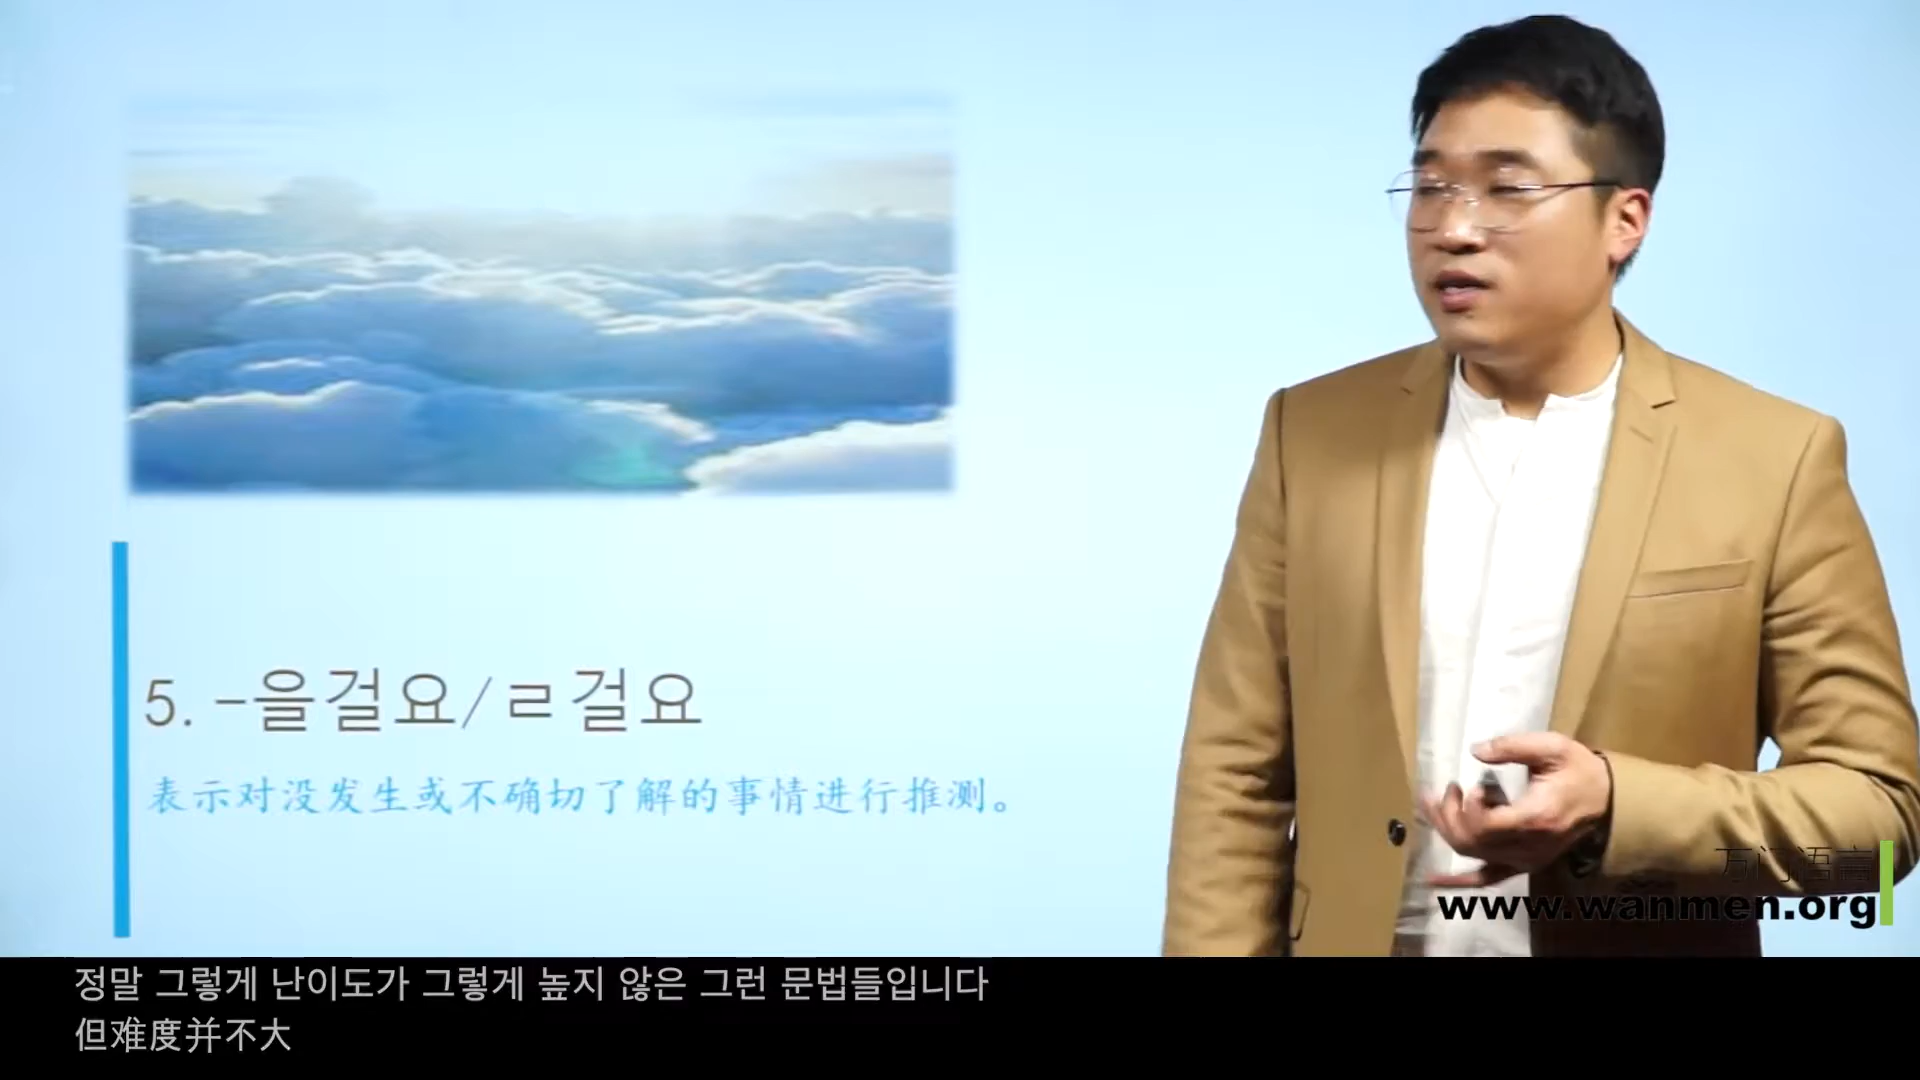 5. -을걸요/ㄹ걸요
表示对没发生或不确切了解的事情进行推测。
万门语言
www.wanmen.org
정말 그렇게 난이도가 그렇게 높지 않은 그런 문법들입니다
但难度并不大